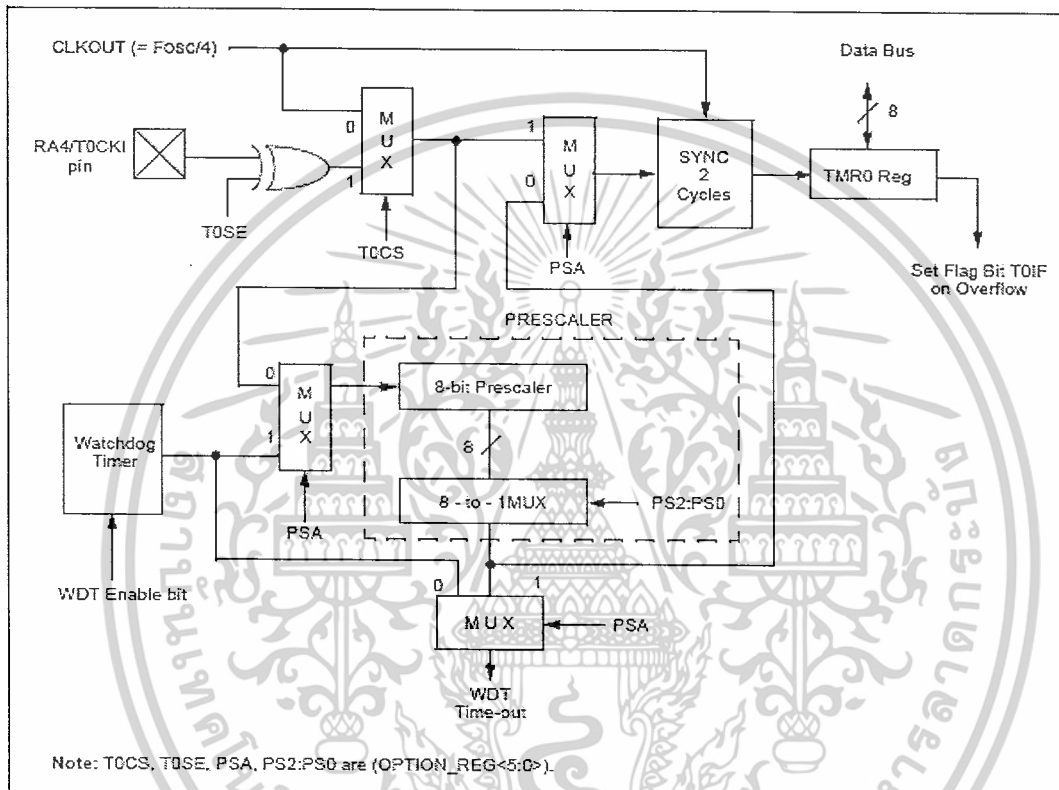 CLKOUT (= Fosc/4)
Data Bus
8
RA4/T0CKI
pin
0
1
M
U
X
1
0
M
U
X
SYNC
2
Cycles
TMR0 Reg
T0SE
T0CS
PSA
Set Flag Bit T0IF
on Overflow
PRESCALER
0
1
M
U
X
8-bit Prescaler
Watchdog
Timer
8
8 - to - 1MUX
PS2:PS0
PSA
WDT Enable bit
0
1
M U X
PSA
WDT
Time-out
Note: T0CS, T0SE, PSA, PS2:PS0 are (OPTION_REG<5:0>).